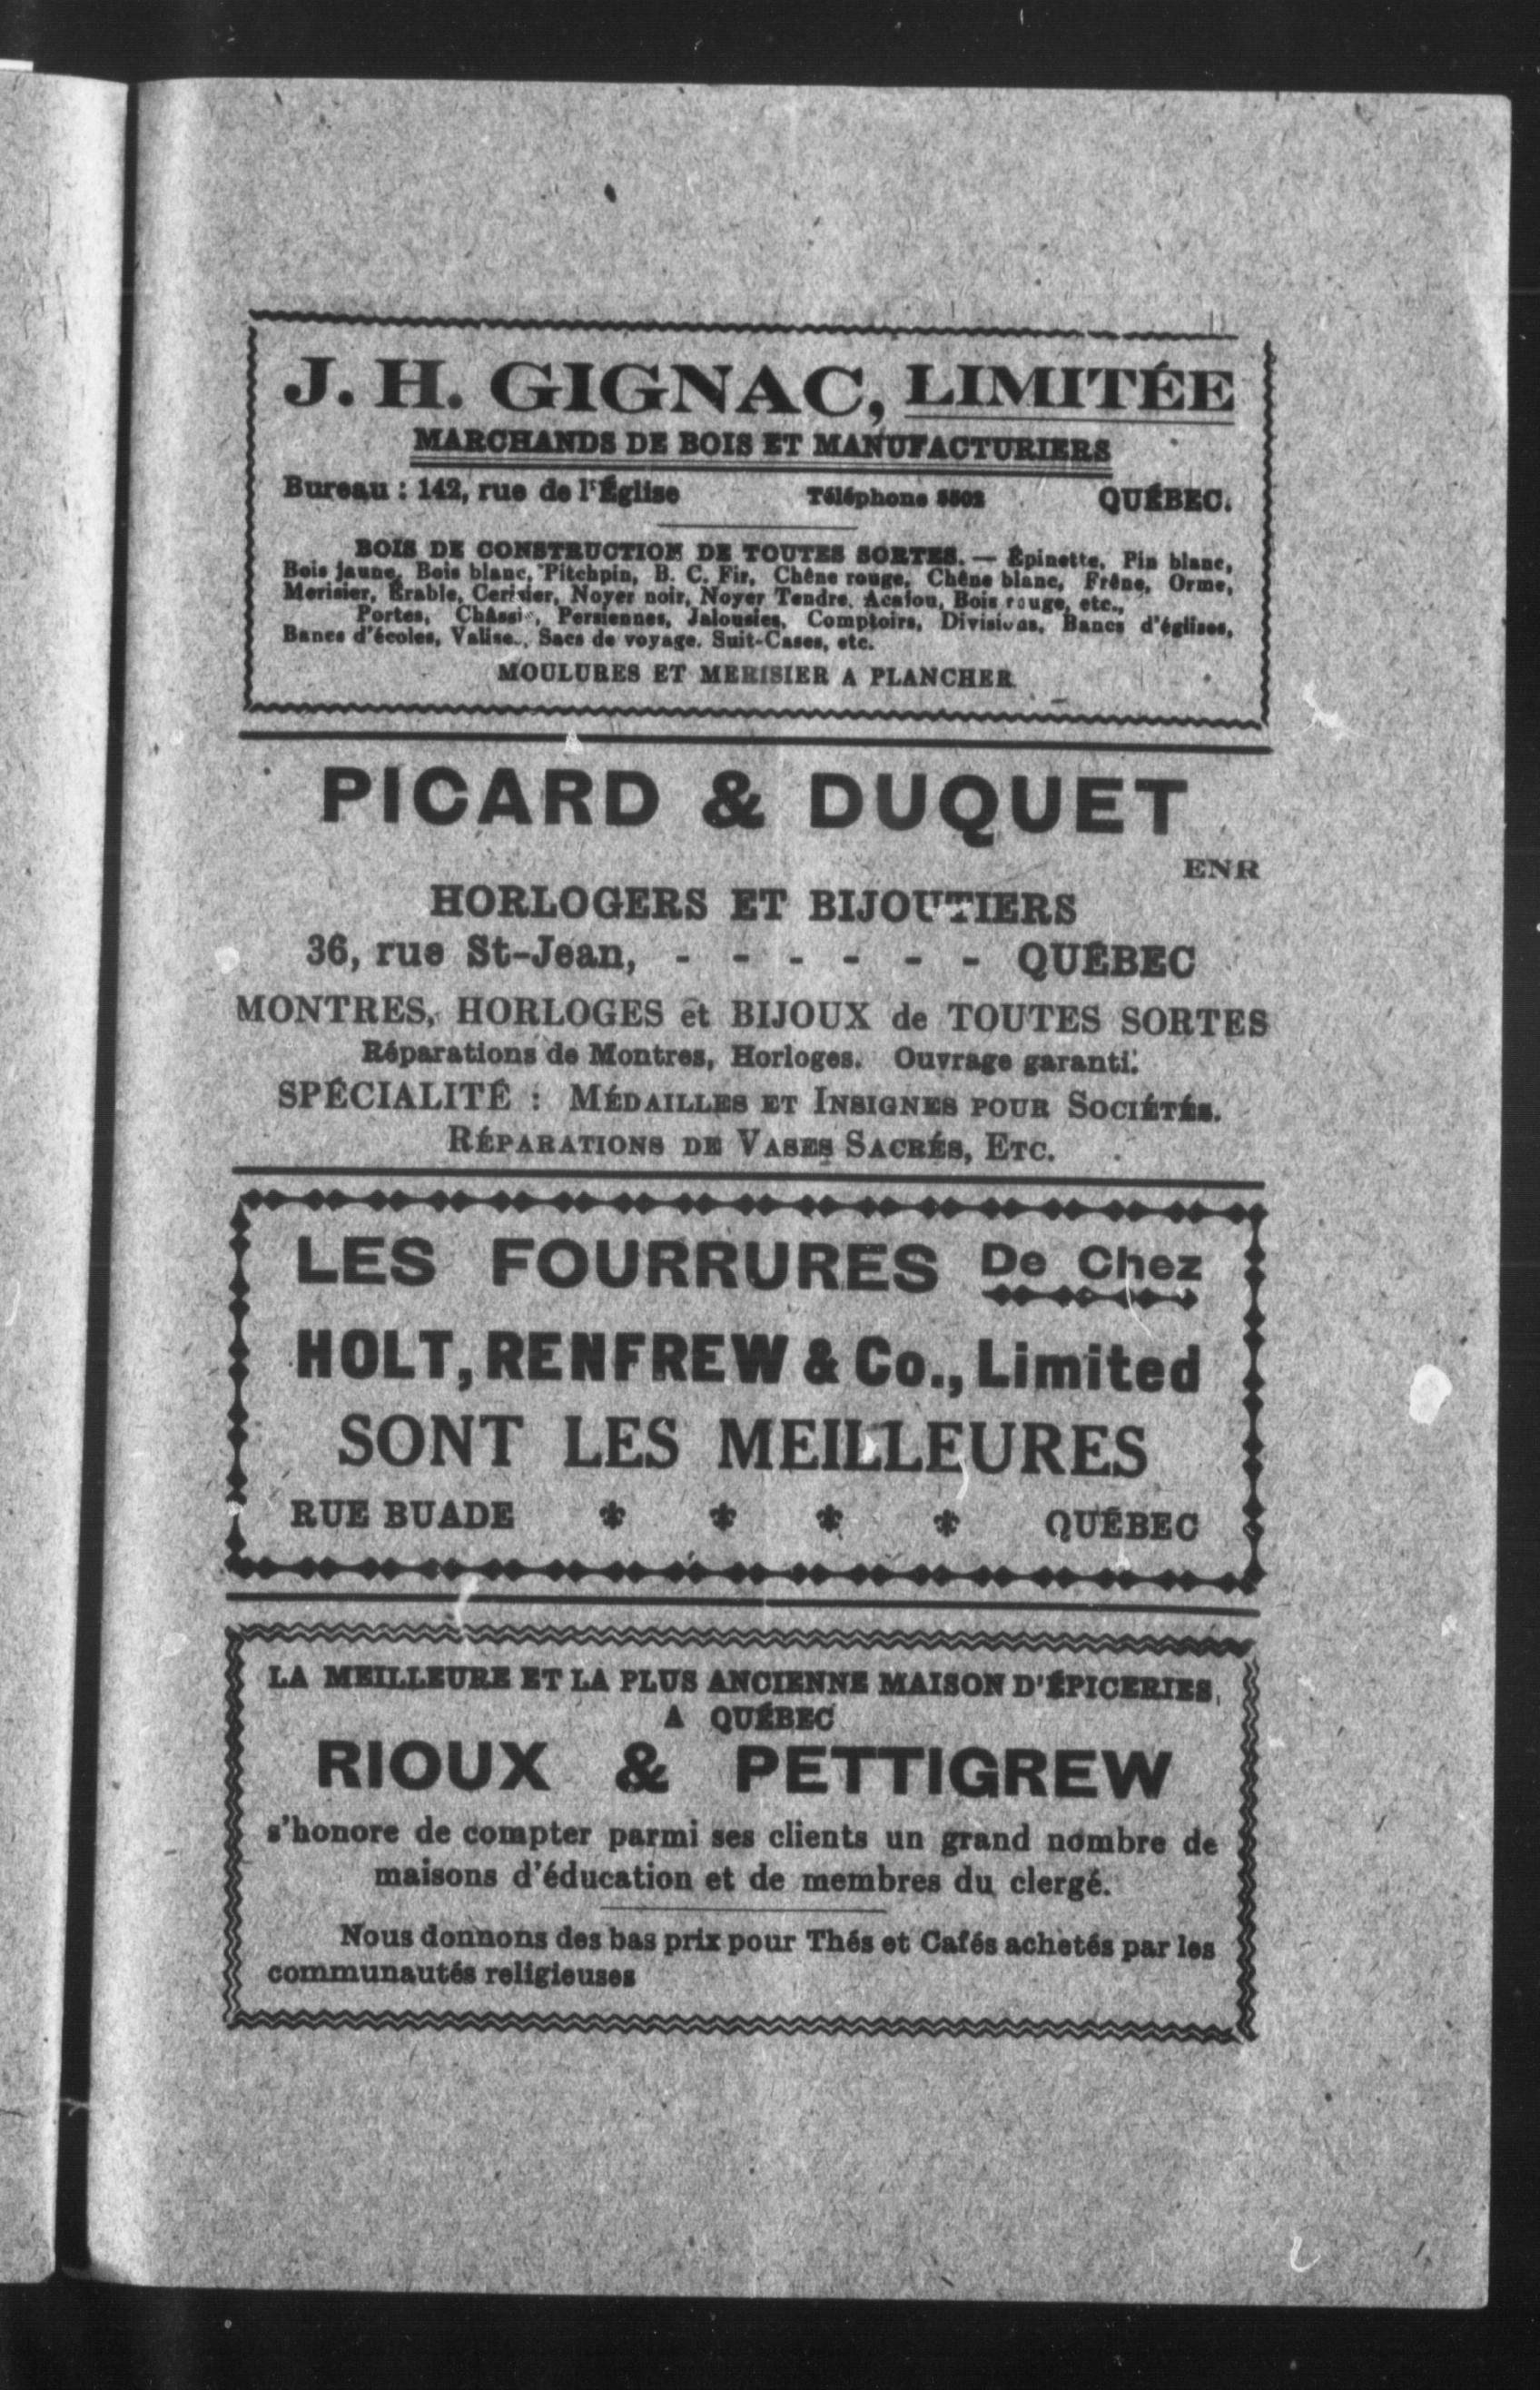 J. H. GIGNAC, LIMITÉE
MARCHANDS DE BOIS ET MANUFACTURIERS
Bureau : 142, rue de l'Église Téléphone 5502 QUÉBEC.
BOIS DE CONSTRUCTION DE TOUTES SORTES. — Épinette, Pin blanc,
Bois jaune, Bois blanc, Pitchpin, B. C. Fir, Chêne rouge, Chêne blanc, Frêne, Orme,
Merisier, Erable, Cerisier, Noyer noir, Noyer Tendre, Acajou, Bois rouge, etc.,
Portes, Châssis, Persiennes, Jalousies, Comptoirs, Divisions, Bancs d'églises,
Bancs d'écoles, Valises, Sacs de voyage. Suit-Cases, etc.
MOULURES ET MERISIER A PLANCHER
PICARD & DUQUET
ENR
HORLOGERS ET BIJOUTIERS
36, rue St-Jean, - - - - - - QUÉBEC
MONTRES, HORLOGES et BIJOUX de TOUTES SORTES
Réparations de Montres, Horloges. Ouvrage garanti.
SPÉCIALITÉ : MÉDAILLES ET INSIGNES POUR SOCIÉTÉS.
RÉPARATIONS DE VASES SACRÉS, ETC.
LES FOURRURES De Chez
HOLT, RENFREW & Co., Limited
SONT LES MEILLEURES
RUE BUADE QUÉBEC
LA MEILLEURE ET LA PLUS ANCIENNE MAISON D'ÉPICERIES,
A QUÉBEC
RIOUX & PETTIGREW
s'honore de compter parmi ses clients un grand nombre de
maisons d'éducation et de membres du clergé.
Nous donnons des bas prix pour Thés et Cafés achetés par les
communautés religieuses